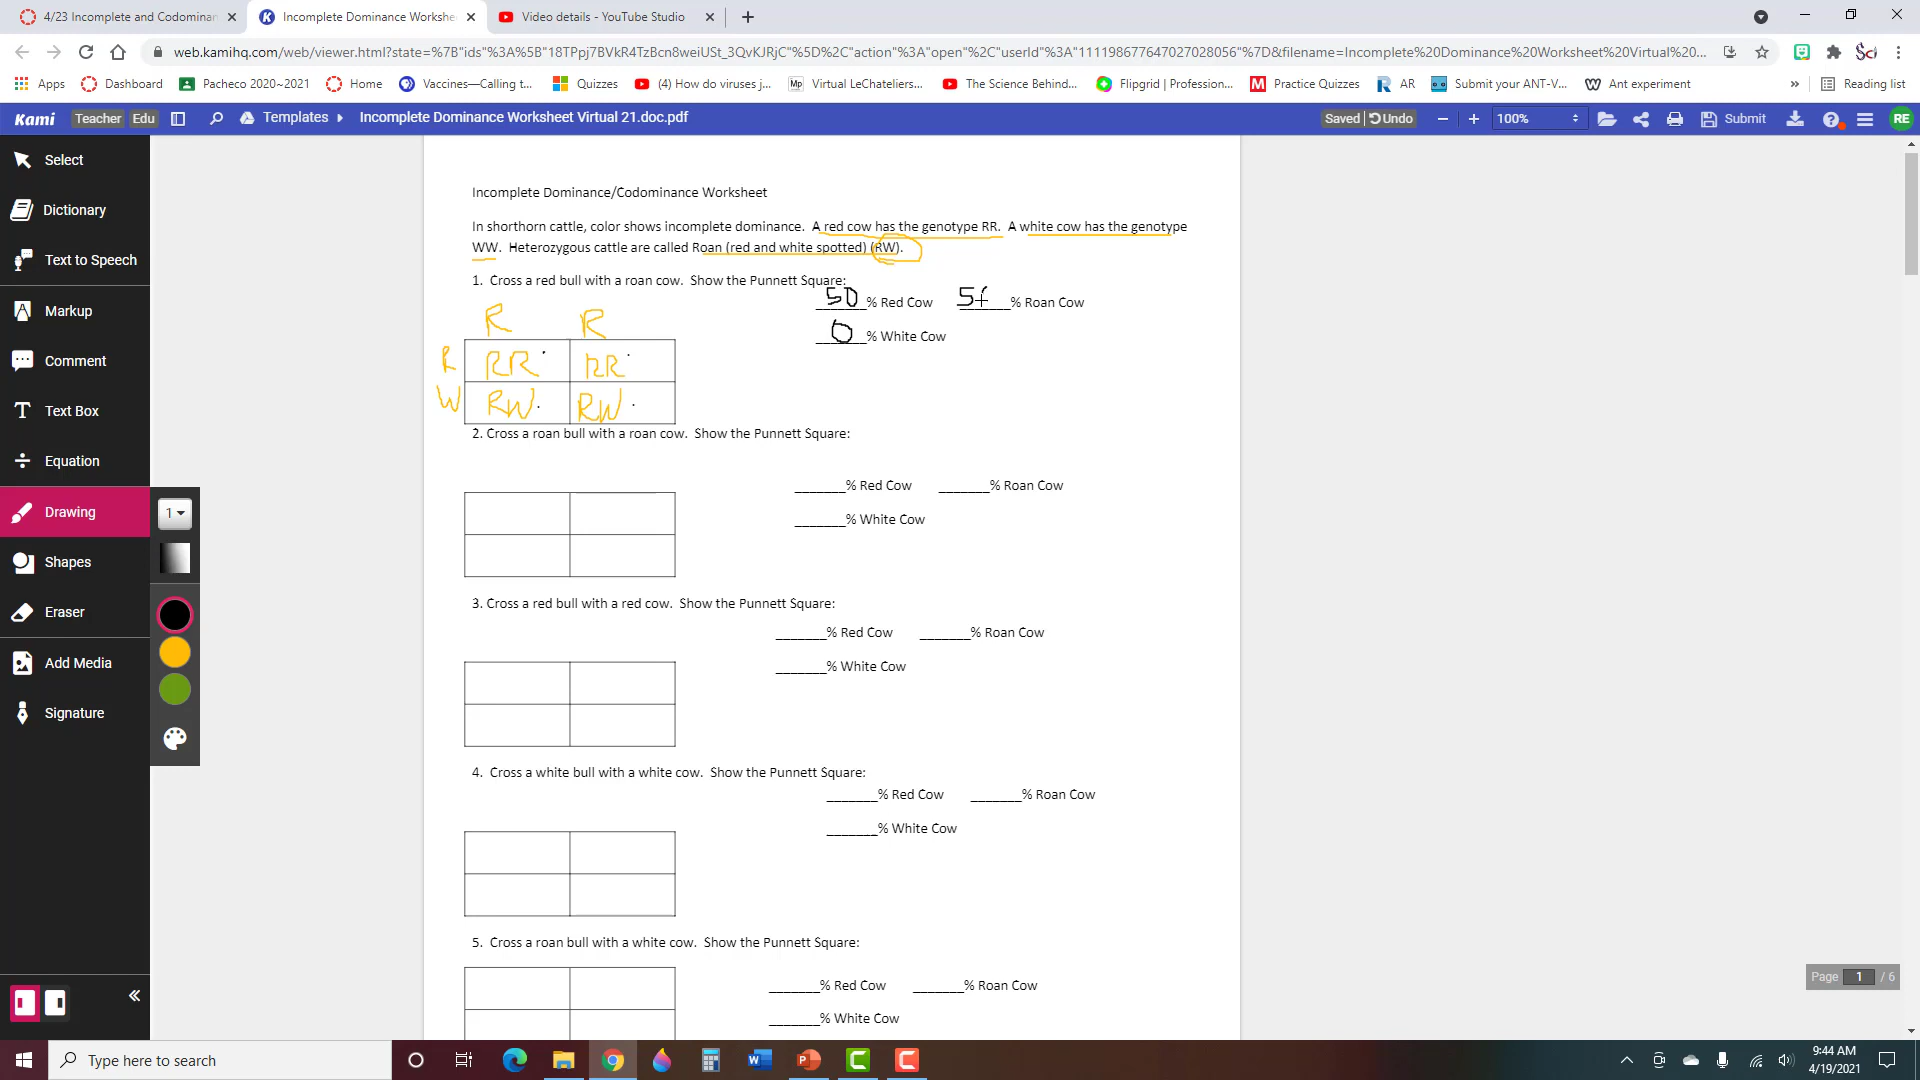 4/23 Incomplete and Codominan
Incomplete Dominance Workshe
Video details - YouTube Studio
web.kamihq.com/web/viewer.html?state=%7B"ids"%3A%5B"18TPpj7BVkR4TzBcn8weiUSt_3QvKJRjC"%5D%2C"action"%3A"open"%2C"userId"%3A"111198677647027028056"%7D&filename=Incomplete%20Dominance%20Worksheet%20Virtual%20...
Apps Dashboard Pacheco 2020~2021 Home Vaccines—Calling t... Quizzes (4) How do viruses j... Mp Virtual LeChateliers... The Science Behind... Flipgrid | Profession... M Practice Quizzes AR Submit your ANT-V... Ant experiment » Reading list
Kami Teacher Edu Templates Incomplete Dominance Worksheet Virtual 21.doc.pdf Saved Undo 100% Submit RE
Select
Dictionary
Text to Speech
Markup
Comment
Text Box
Equation
Drawing
1
Shapes
Eraser
Add Media
Signature
Incomplete Dominance/Codominance Worksheet
In shorthorn cattle, color shows incomplete dominance. A red cow has the genotype RR. A white cow has the genotype
WW. Heterozygous cattle are called Roan (red and white spotted) (RW).
1. Cross a red bull with a roan cow. Show the Punnett Square:
50 % Red Cow % Roan Cow
0 % White Cow
R R
R RR RR
W RW RW
2. Cross a roan bull with a roan cow. Show the Punnett Square:
_______% Red Cow _______% Roan Cow
_______% White Cow
3. Cross a red bull with a red cow. Show the Punnett Square:
_______% Red Cow _______% Roan Cow
_______% White Cow
4. Cross a white bull with a white cow. Show the Punnett Square:
_______% Red Cow _______% Roan Cow
_______% White Cow
5. Cross a roan bull with a white cow. Show the Punnett Square:
_______% Red Cow _______% Roan Cow
_______% White Cow
Page 1 / 6
Type here to search
9:44 AM
4/19/2021